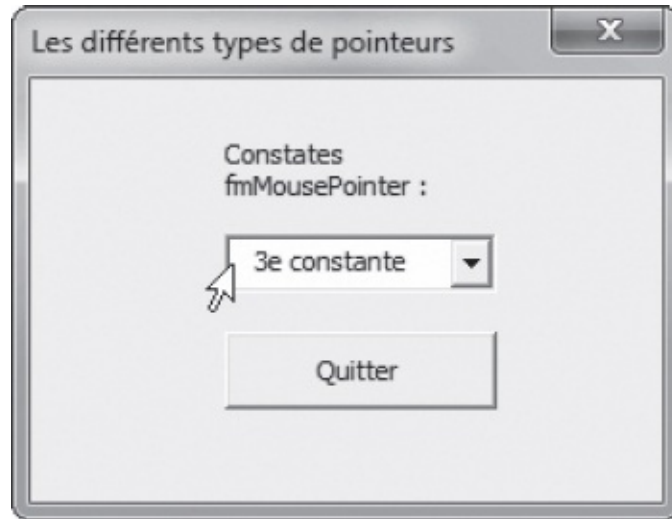 Les différents types de pointeurs
Constates
fmMousePointer :
3e constante
Quitter